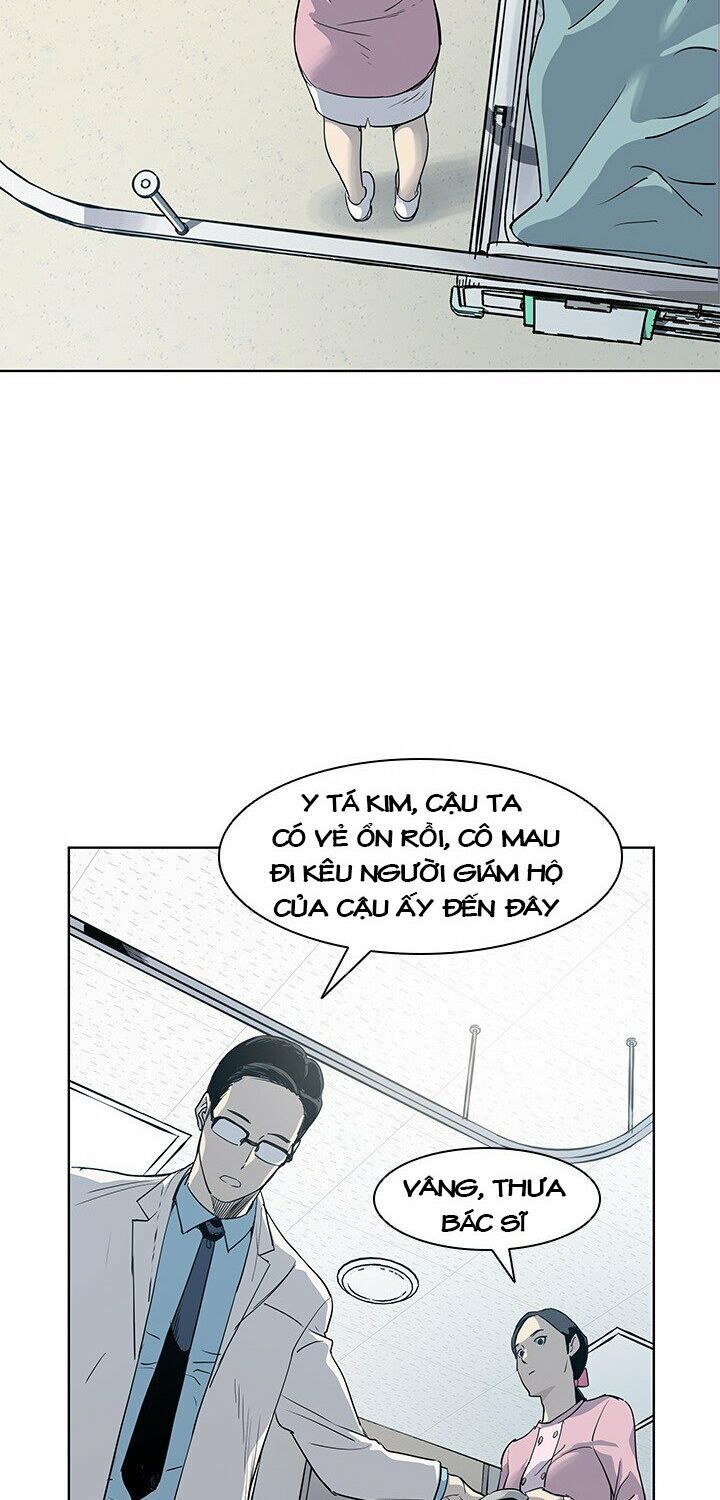 Y TÁ KIM, CẬU TA
CÓ VẺ ỔN RỒI, CÔ MAU
ĐI KÊU NGƯỜI GIÁM HỘ
CỦA CẬU ẤY ĐẾN ĐÂY
VÂNG, THƯA
BÁC SĨ